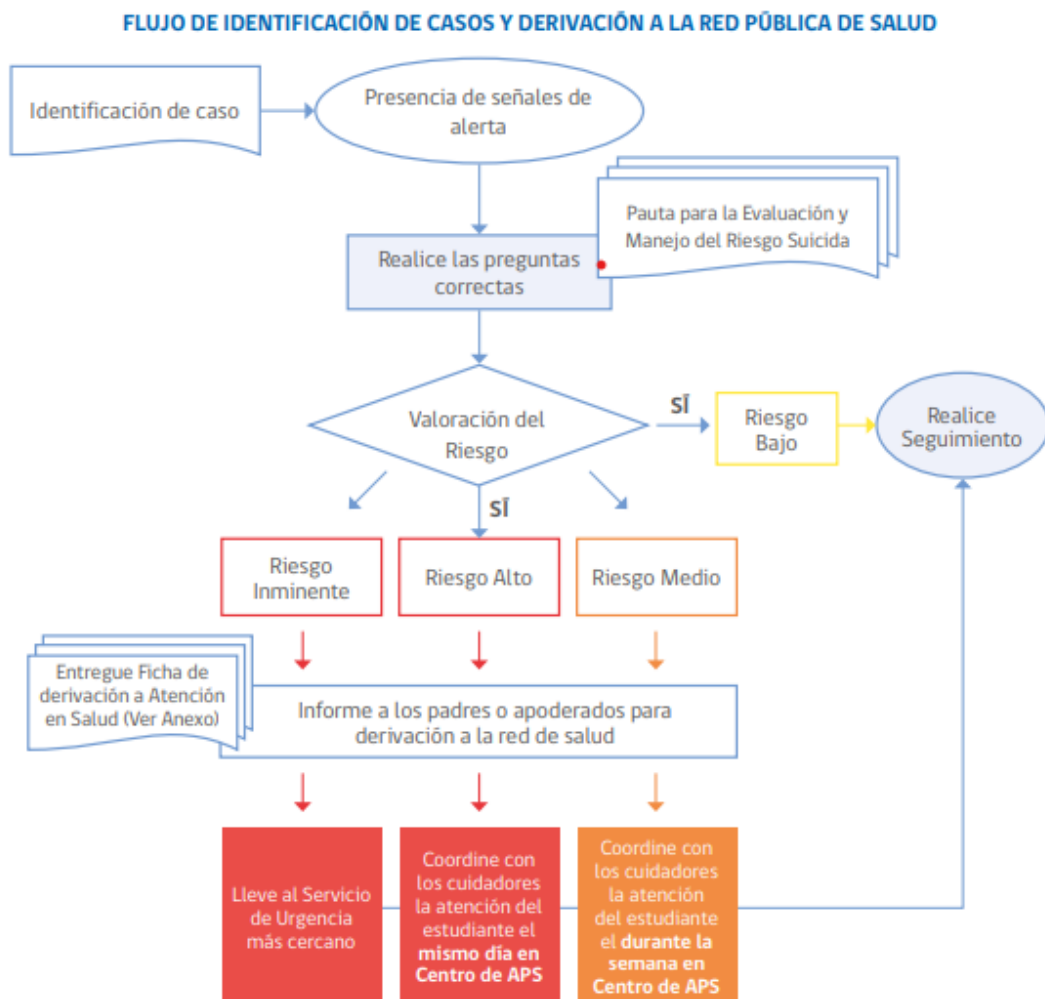 FLUJO DE IDENTIFICACIÓN DE CASOS Y DERIVACIÓN A LA RED PÚBLICA DE SALUD
Identificación de caso
Presencia de señales de
alerta
Pauta para la Evaluación y
Manejo del Riesgo Suicida
Realice las preguntas
correctas
Valoración del
Riesgo
SÍ
Riesgo
Bajo
Realice
Seguimiento
SÍ
Riesgo
Inminente
Riesgo Alto
Riesgo Medio
Entregue Ficha de
derivación a Atención
en Salud (Ver Anexo)
Informe a los padres o apoderados para
derivación a la red de salud
Lleve al Servicio
de Urgencia
más cercano
Coordine con
los cuidadores
la atención del
estudiante el
mismo día en
Centro de APS
Coordine con
los cuidadores
la atención
del estudiante
el durante la
semana en
Centro de APS